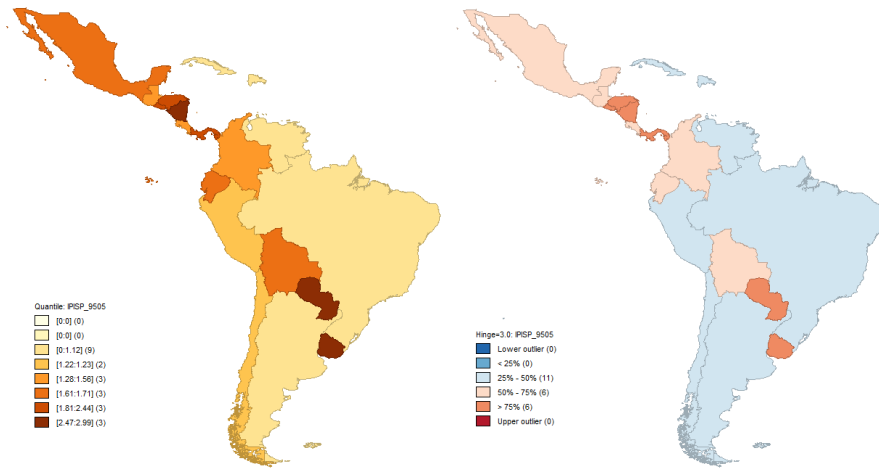 Quantile: IPISP_9505
[0:0] (0)
[0:0] (0)
[0:1.12] (9)
[1.22:1.23] (2)
[1.28:1.56] (3)
[1.61:1.71] (3)
[1.81:2.44] (3)
[2.47:2.99] (3)
Hinge=3.0: IPISP_9505
Lower outlier (0)
< 25% (0)
25% - 50% (11)
50% - 75% (6)
> 75% (6)
Upper outlier (0)